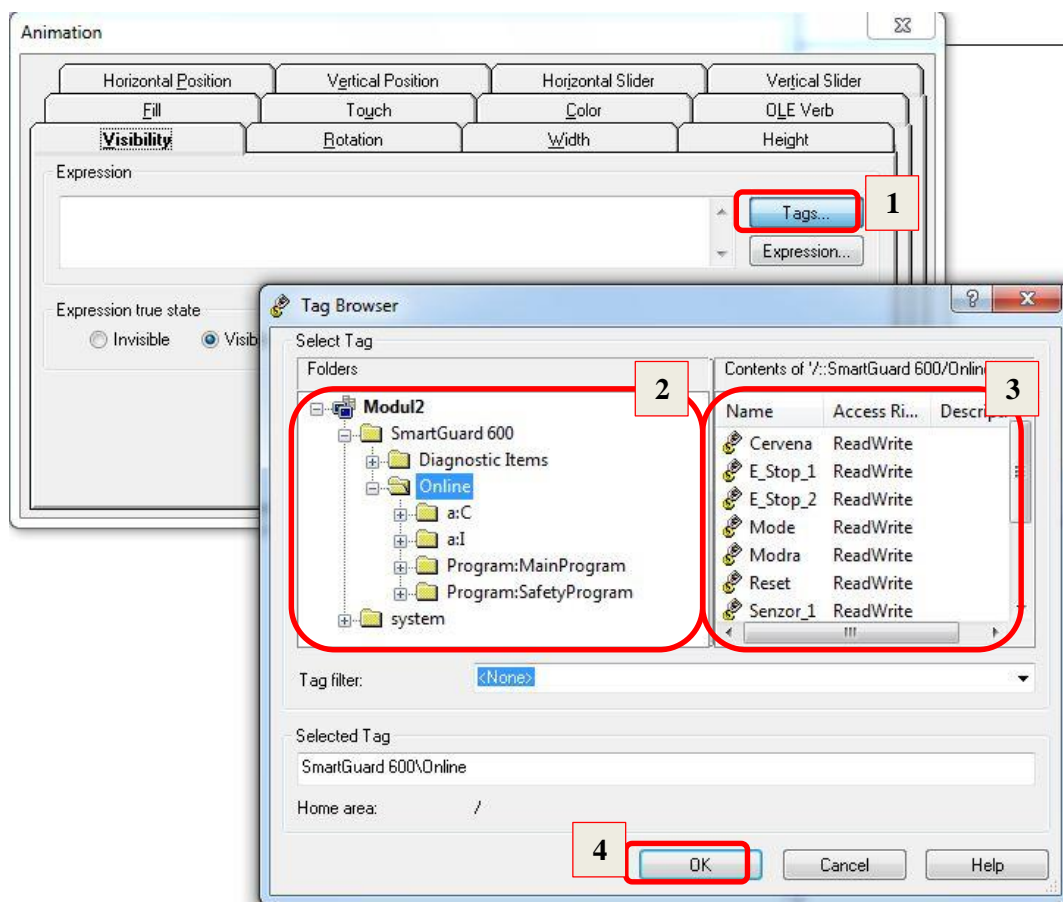 Animation
Horizontal Position Vertical Position Horizontal Slider Vertical Slider
Fill Touch Color OLE Verb
Visibility Rotation Width Height
Expression
Tags...
1
Expression...
Expression true state
Invisible Visib
Tag Browser
Select Tag
Folders
Contents of '/::SmartGuard 600/Online
2
3
Modul2
SmartGuard 600
Diagnostic Items
Online
a:C
a:I
Program:MainProgram
Program:SafetyProgram
system
Name Access Ri... Descript
Cervena ReadWrite
E_Stop_1 ReadWrite
E_Stop_2 ReadWrite
Mode ReadWrite
Modra ReadWrite
Reset ReadWrite
Senzor_1 ReadWrite
Tag filter: <None>
Selected Tag
SmartGuard 600\Online
Home area: /
4
OK Cancel Help